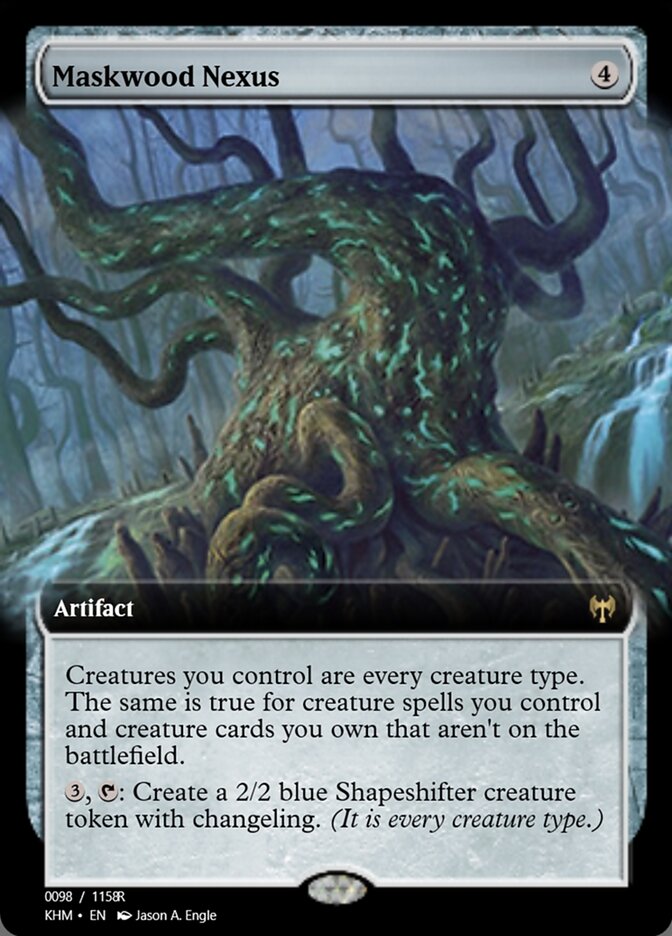 Maskwood Nexus 4
Artifact
Creatures you control are every creature type.
The same is true for creature spells you control
and creature cards you own that aren't on the
battlefield.
3, : Create a 2/2 blue Shapeshifter creature
token with changeling. (It is every creature type.)
0098 / 1158R
KHM • EN Jason A. Engle